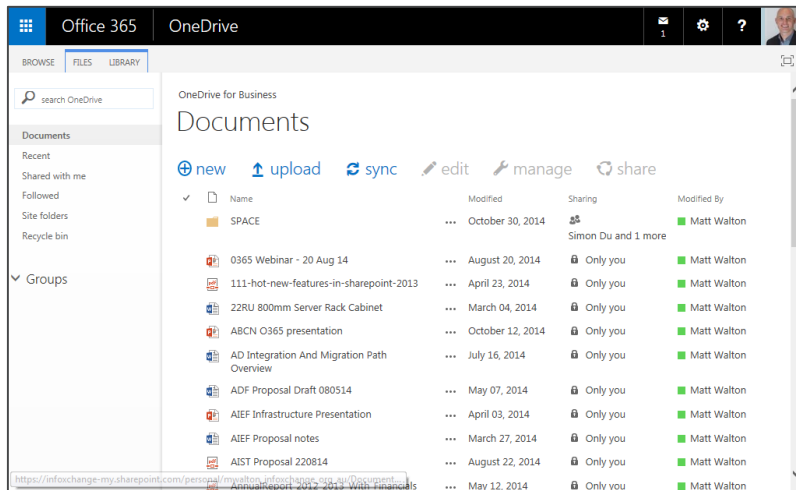 Office 365 OneDrive 1 ?
BROWSE FILES LIBRARY
search OneDrive
Documents
Recent
Shared with me
Followed
Site folders
Recycle bin
Groups
OneDrive for Business
Documents
new upload sync edit manage share
Name Modified Sharing Modified By
SPACE ... October 30, 2014 Simon Du and 1 more Matt Walton
0365 Webinar - 20 Aug 14 ... August 20, 2014 Only you Matt Walton
111-hot-new-features-in-sharepoint-2013 ... April 23, 2014 Only you Matt Walton
22RU 800mm Server Rack Cabinet ... March 04, 2014 Only you Matt Walton
ABCN O365 presentation ... October 12, 2014 Only you Matt Walton
AD Integration And Migration Path ... July 16, 2014 Only you Matt Walton
Overview
ADF Proposal Draft 080514 ... May 07, 2014 Only you Matt Walton
AIEF Infrastructure Presentation ... April 03, 2014 Only you Matt Walton
AIEF Proposal notes ... March 27, 2014 Only you Matt Walton
AIST Proposal 220814 ... August 22, 2014 Only you Matt Walton
AnnualReport_2012-2013_With_Financials ... May 12, 2014 Only you Matt Walton
https://infoxchange-my.sharepoint.com/personal/mwalton_infoxchange_org_au/Document...